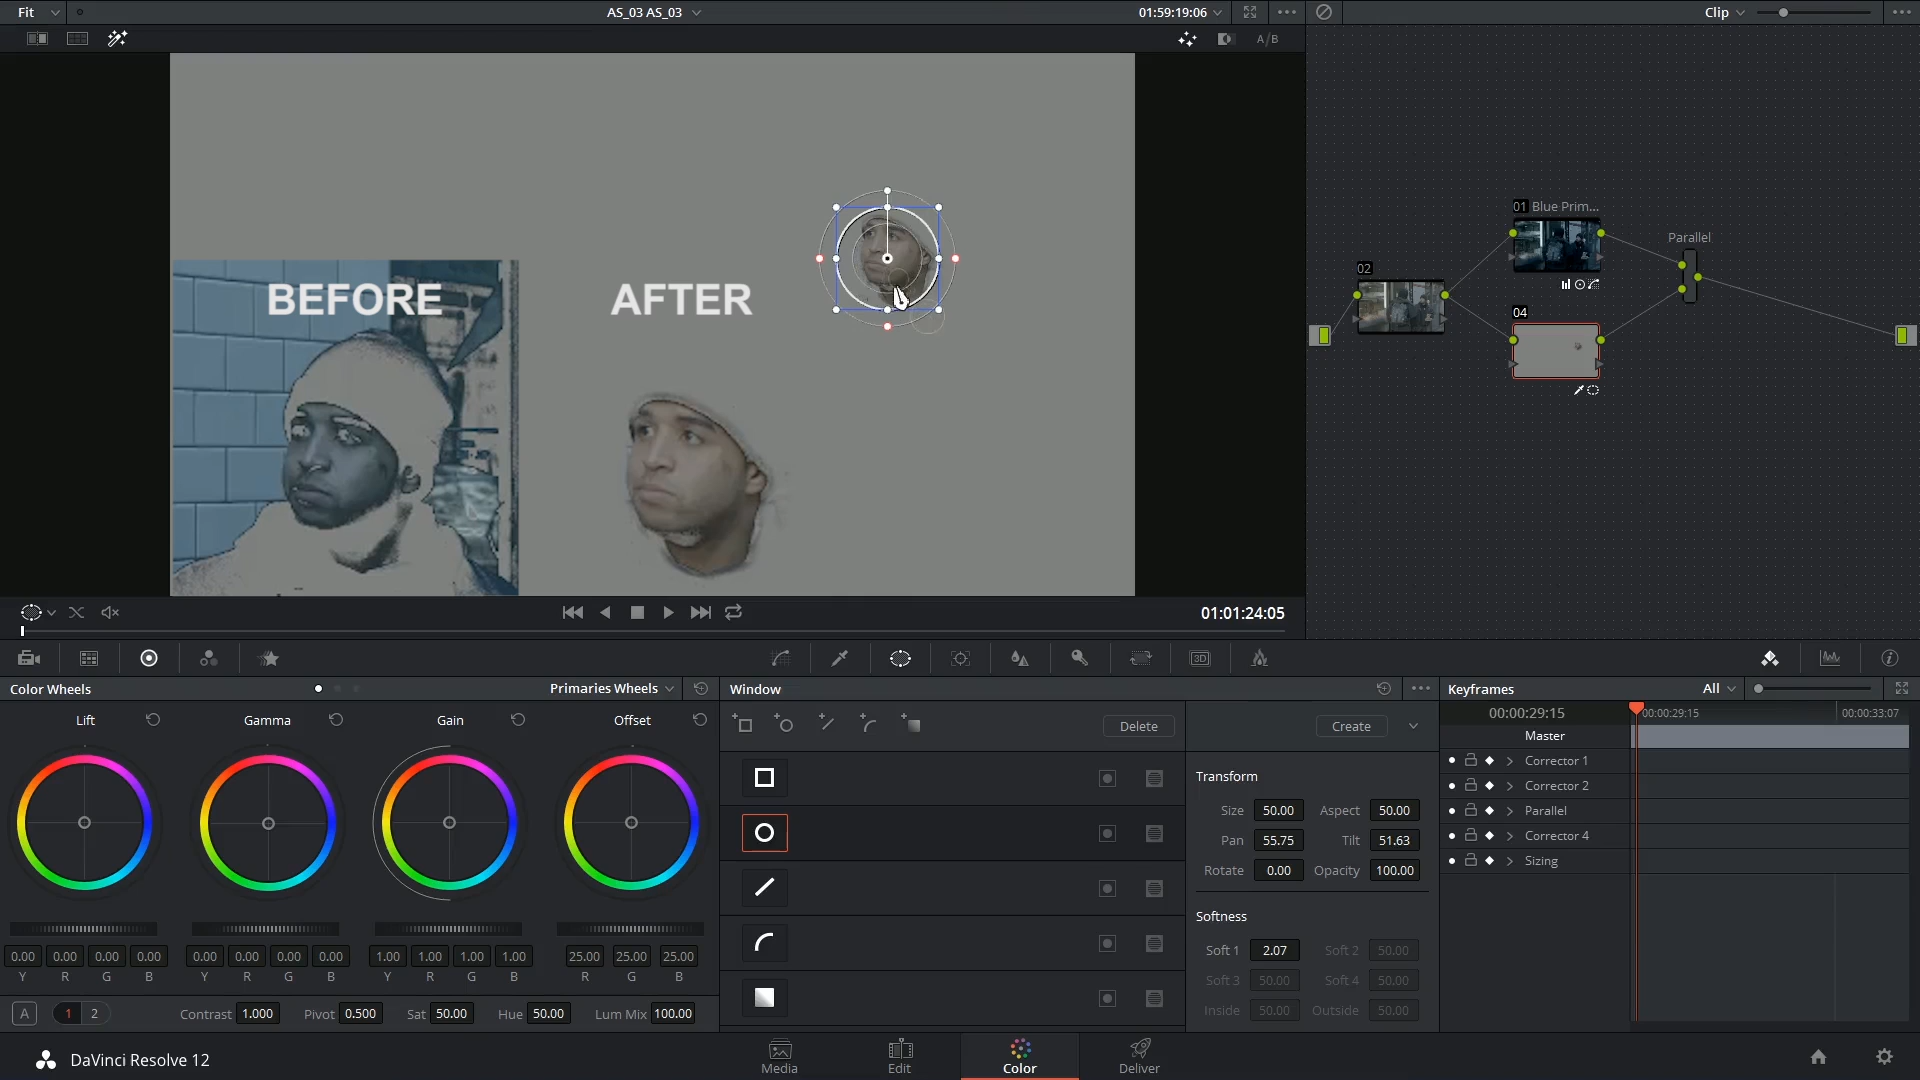 Fit
AS_03 AS_03
01:59:19:06
Clip
A/B
BEFORE
AFTER
01 Blue Prim...
Parallel
02
04
01:01:24:05
3D
Color Wheels
Primaries Wheels
Window
Keyframes
All
Lift
Gamma
Gain
Offset
Delete
Create
00:00:29:15
00:00:29:15
00:00:33:07
Master
Corrector 1
Corrector 2
Parallel
Corrector 4
Sizing
Transform
Size 50.00 Aspect 50.00
Pan 55.75 Tilt 51.63
Rotate 0.00 Opacity 100.00
Softness
Soft 1 2.07 Soft 2 50.00
Soft 3 50.00 Soft 4 50.00
Inside 50.00 Outside 50.00
0.00 0.00 0.00 0.00
Y R G B
0.00 0.00 0.00 0.00
Y R G B
1.00 1.00 1.00 1.00
Y R G B
25.00 25.00 25.00
R G B
A 1 2 Contrast 1.000 Pivot 0.500 Sat 50.00 Hue 50.00 Lum Mix 100.00
DaVinci Resolve 12
Media
Edit
Color
Deliver